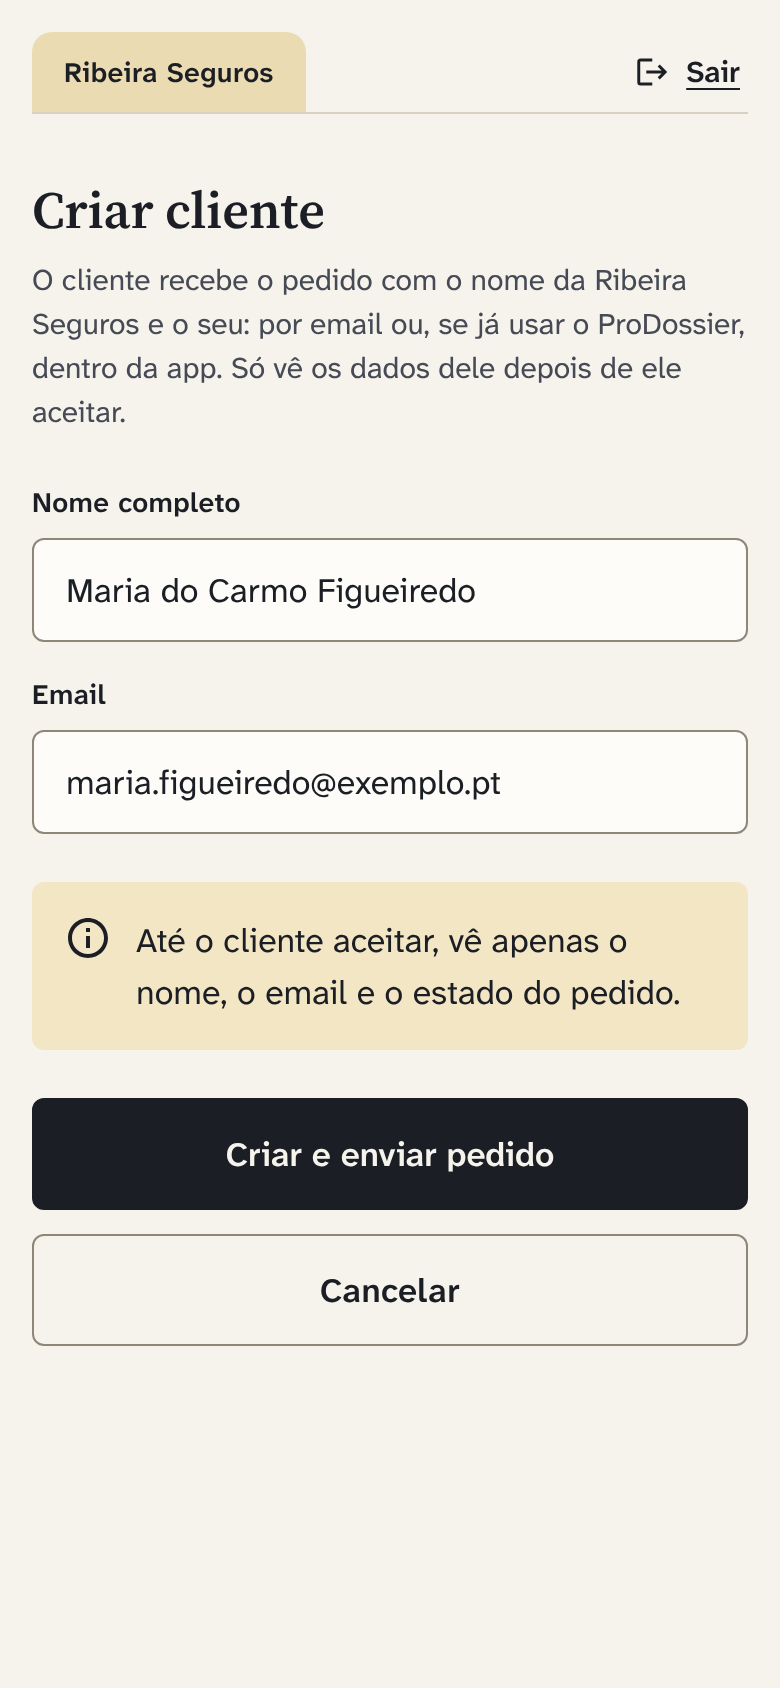 Ribeira Seguros
Sair
Criar cliente
O cliente recebe o pedido com o nome da Ribeira
Seguros e o seu: por email ou, se já usar o ProDossier,
dentro da app. Só vê os dados dele depois de ele
aceitar.
Nome completo
Maria do Carmo Figueiredo
Email
maria.figueiredo@exemplo.pt
Até o cliente aceitar, vê apenas o
nome, o email e o estado do pedido.
Criar e enviar pedido
Cancelar